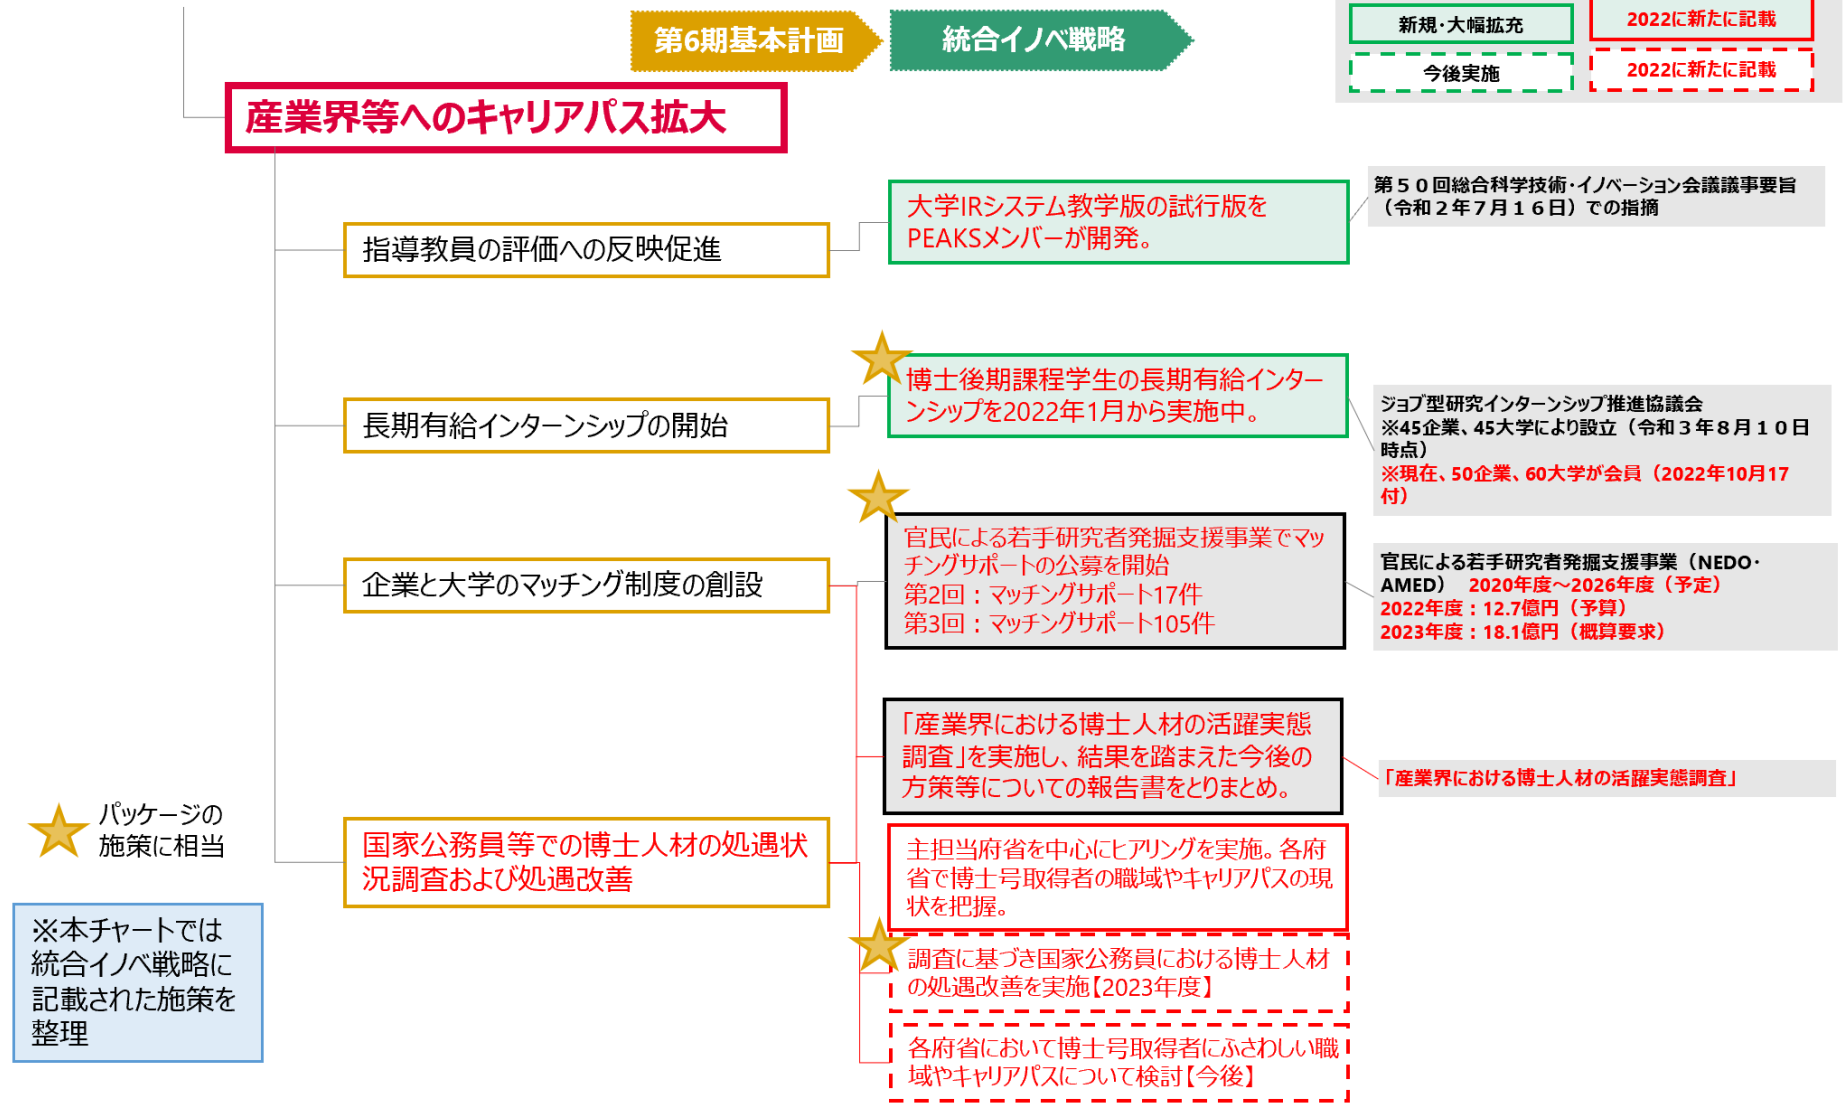 第6期基本計画
統合イノベ戦略
新規・大幅拡充
2022に新たに記載
今後実施
2022に新たに記載
産業界等へのキャリアパス拡大
指導教員の評価への反映促進
大学IRシステム教学版の試行版を
PEAKSメンバーが開発。
第５０回総合科学技術・イノベーション会議議事要旨
（令和２年７月１６日）での指摘
長期有給インターンシップの開始
博士後期課程学生の長期有給インター
ンシップを2022年1月から実施中。
ジョブ型研究インターンシップ推進協議会
※45企業、45大学により設立（令和３年８月１０日
時点）
※現在、50企業、60大学が会員（2022年10月17
付）
企業と大学のマッチング制度の創設
官民による若手研究者発掘支援事業でマッ
チングサポートの公募を開始
第2回：マッチングサポート17件
第3回：マッチングサポート105件
官民による若手研究者発掘支援事業（NEDO・
AMED） 2020年度～2026年度（予定）
2022年度：12.7億円（予算）
2023年度：18.1億円（概算要求）
「産業界における博士人材の活躍実態
調査」を実施し、結果を踏まえた今後の
方策等についての報告書をとりまとめ。
「産業界における博士人材の活躍実態調査」
国家公務員等での博士人材の処遇状
況調査および処遇改善
主担当府省を中心にヒアリングを実施。各府
省で博士号取得者の職域やキャリアパスの現
状を把握。
調査に基づき国家公務員における博士人材
の処遇改善を実施【2023年度】
各府省において博士号取得者にふさわしい職
域やキャリアパスについて検討【今後】
パッケージの
施策に相当
※本チャートでは
統合イノベ戦略に
記載された施策を
整理